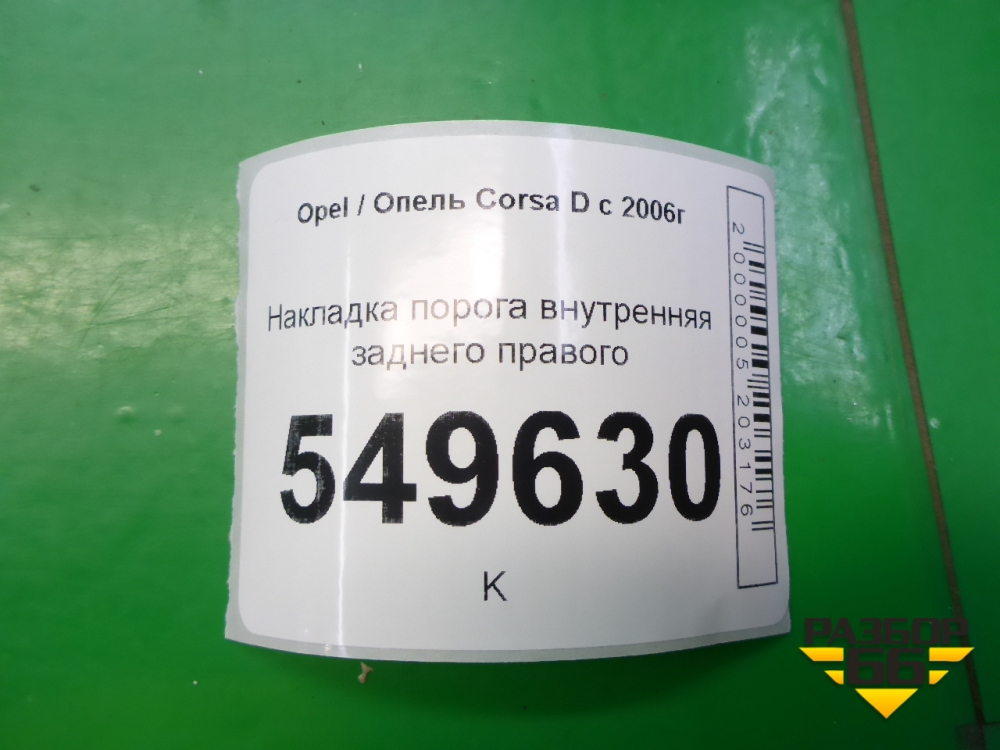 Opel / Опель Corsa D с 2006г
Накладка порога внутренняя
заднего правого
549630
К
2000005203176
РАЗБОР
66